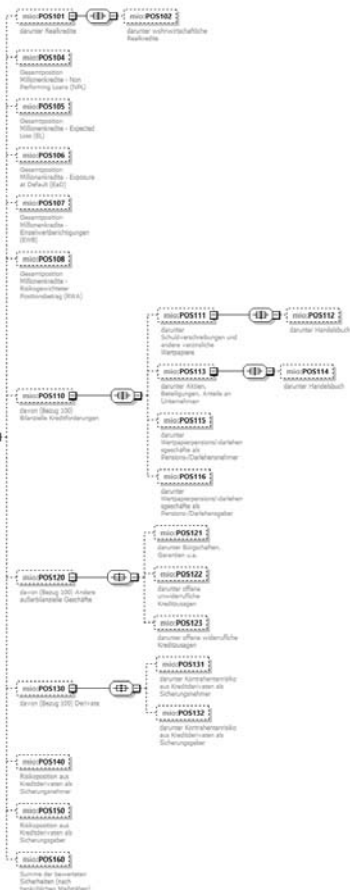 mio:POS101
darunter Realkredite
mio:POS102
darunter wohnwirtschaftliche
Realkredite
mio:POS104
Gesamtposition
Millionenkredite - Non
Performing Loans (NPL)
mio:POS105
Gesamtposition
Millionenkredite - Expected
Loss (EL)
mio:POS106
Gesamtposition
Millionenkredite - Exposure
at Default (EaD)
mio:POS107
Gesamtposition
Millionenkredite -
Einzelwertberichtigungen
(EWB)
mio:POS108
Gesamtposition
Millionenkredite -
Risikogewichteter
Positionsbetrag (RWA)
mio:POS110
davon (Bezug 100)
Bilanzielle Kreditforderungen
mio:POS111
darunter
Schuldverschreibungen und
andere verzinsliche
Wertpapiere
mio:POS112
darunter Handelsbuch
mio:POS113
darunter Aktien,
Beteiligungen, Anteile an
Unternehmen
mio:POS114
darunter Handelsbuch
mio:POS115
darunter
Wertpapierpensions/-darlehen
sgeschäfte als
Pensions-/Darlehensnehmer
mio:POS116
darunter
Wertpapierpensions/-darlehen
sgeschäfte als
Pensions-/Darlehensgeber
mio:POS120
davon (Bezug 100) Andere
außerbilanzielle Geschäfte
mio:POS121
darunter Bürgschaften,
Garantien u.a.
mio:POS122
darunter offene
unwiderrufliche
Kreditzusagen
mio:POS123
darunter offene widerrufliche
Kreditzusagen
mio:POS130
davon (Bezug 100) Derivate
mio:POS131
darunter Kontrahentenrisiko
aus Kreditderivaten als
Sicherungsnehmer
mio:POS132
darunter Kontrahentenrisiko
aus Kreditderivaten als
Sicherungsgeber
mio:POS140
Risikoposition aus
Kreditderivaten als
Sicherungsnehmer
mio:POS150
Risikoposition aus
Kreditderivaten als
Sicherungsgeber
mio:POS160
Summe der bewerteten
Sicherheiten (nach